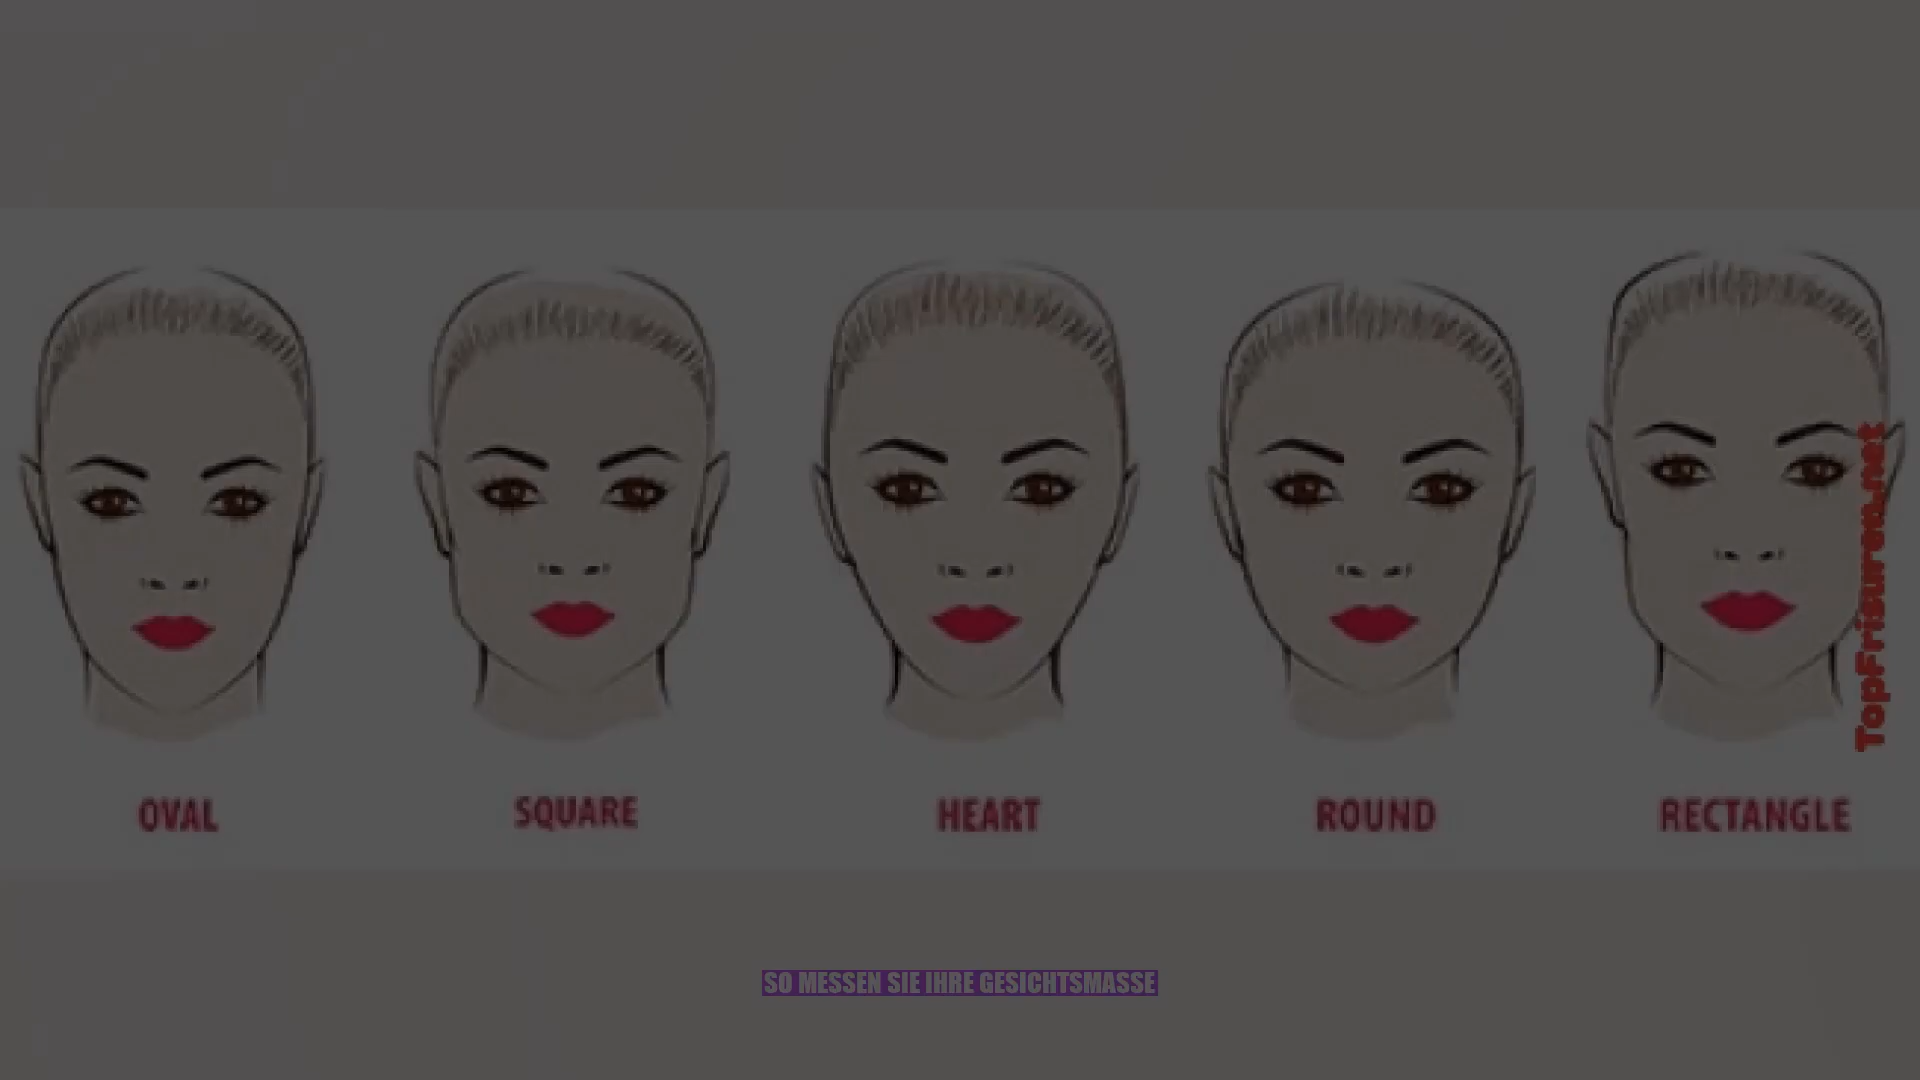 TopFrisuren.net
OVAL
SQUARE
HEART
ROUND
RECTANGLE
SO MESSEN SIE IHRE GESICHTSMASSE